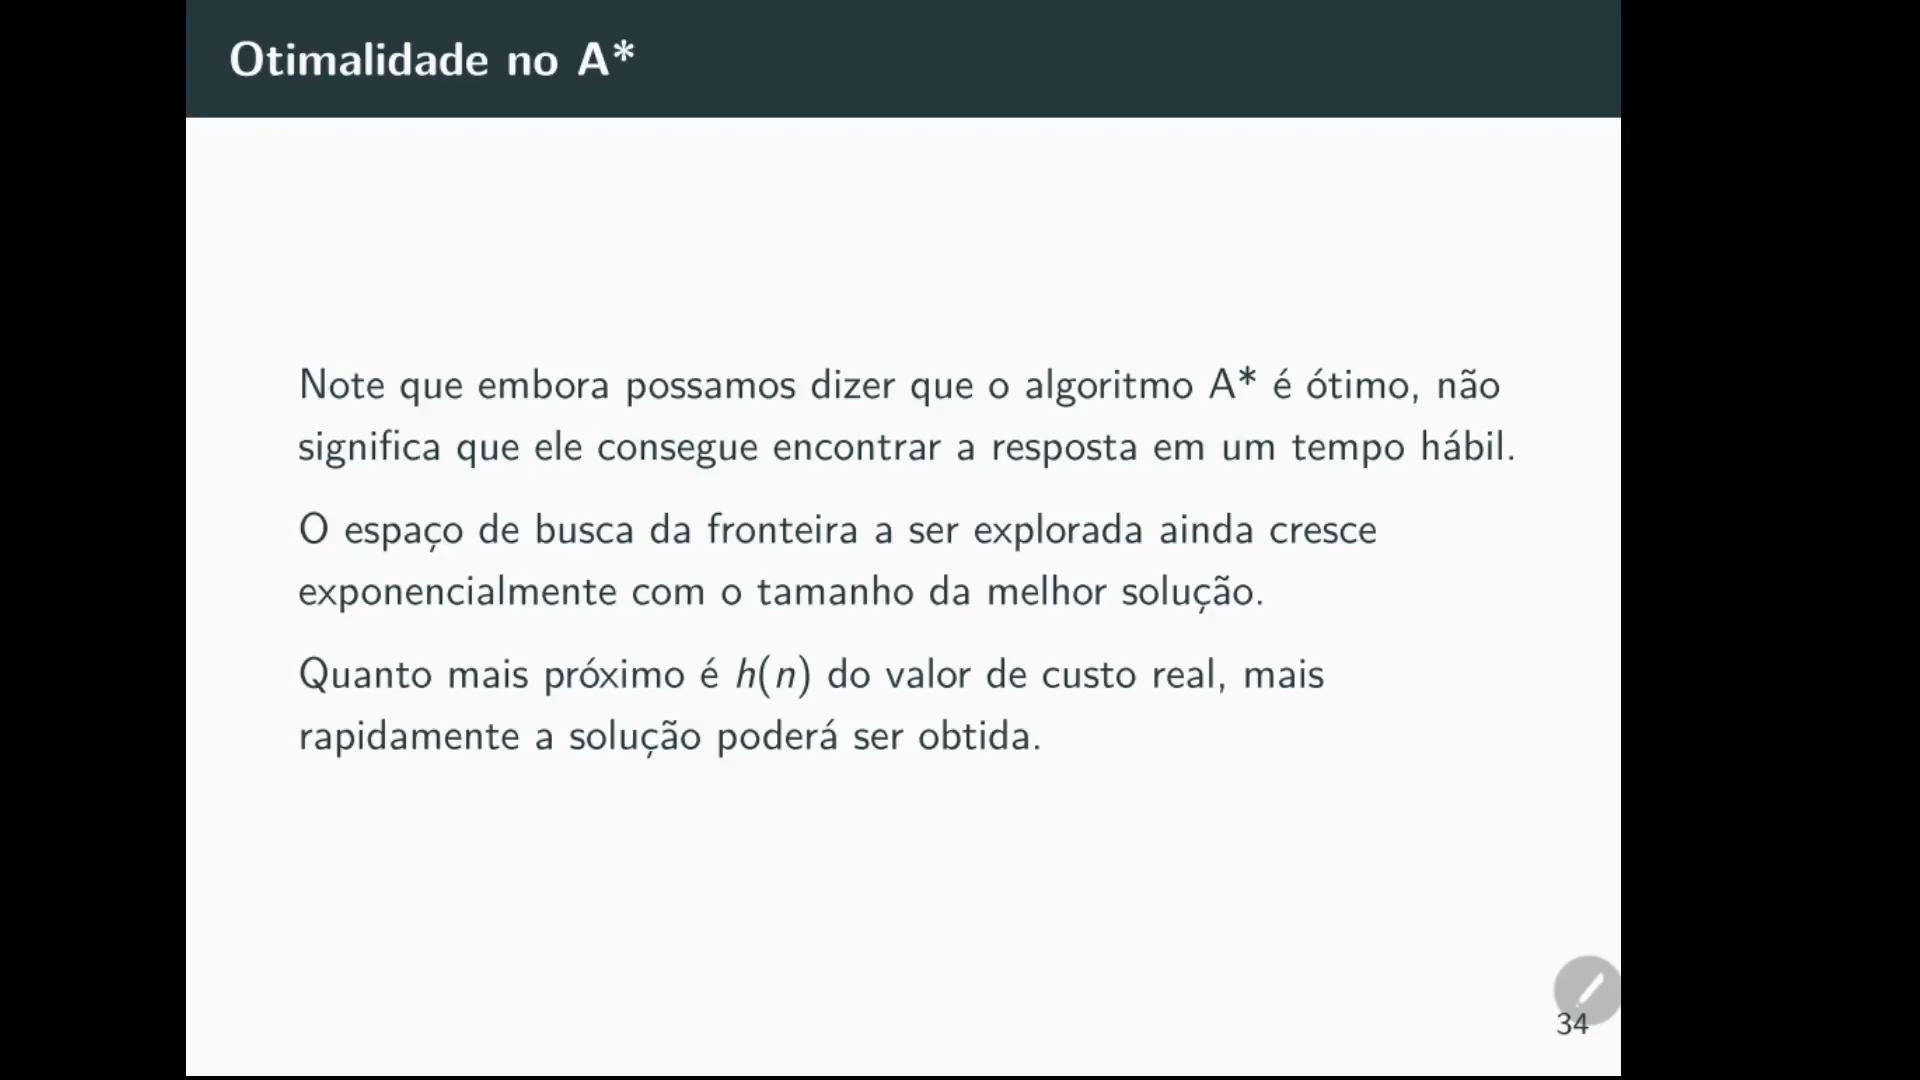 Otimalidade no A*
Note que embora possamos dizer que o algoritmo A* é ótimo, não
significa que ele consegue encontrar a resposta em um tempo hábil.
O espaço de busca da fronteira a ser explorada ainda cresce
exponencialmente com o tamanho da melhor solução.
Quanto mais próximo é h(n) do valor de custo real, mais
rapidamente a solução poderá ser obtida.
34